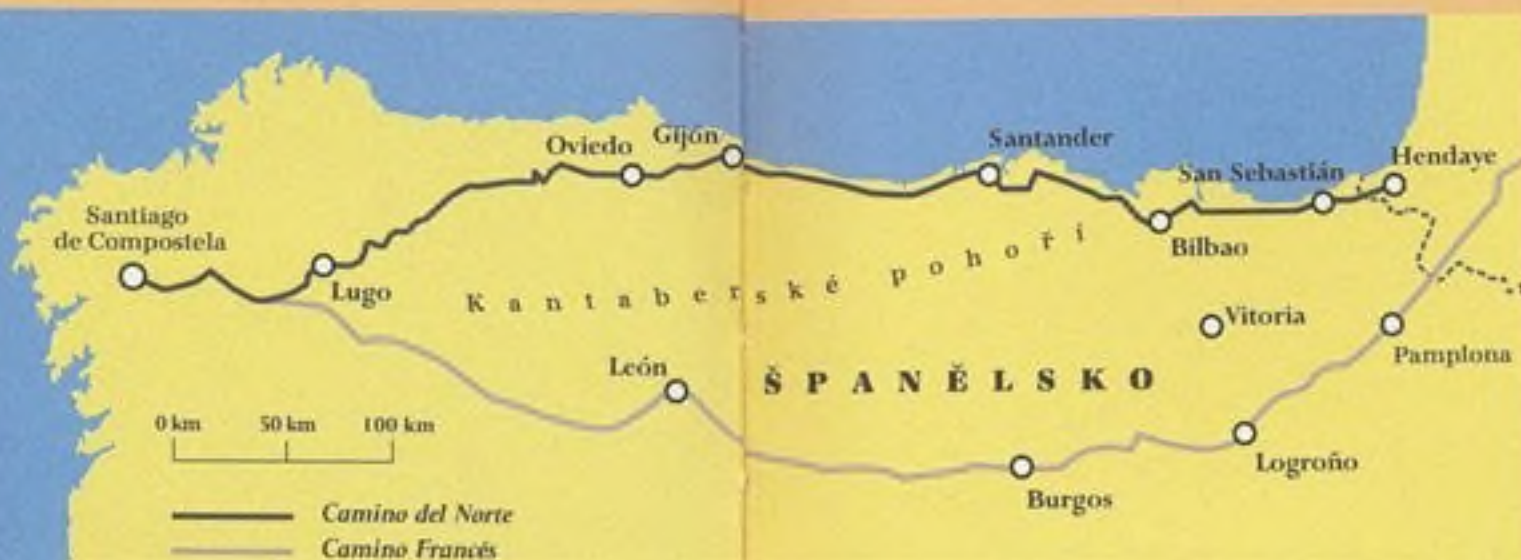 Oviedo
Gijón
Santander
San Sebastián
Hendaye
Santiago
de Compostela
Lugo
Bilbao
Kantaberské pohoří
Vitoria
Pamplona
León
ŠPANĚLSKO
0 km 50 km 100 km
Logroño
Burgos
Camino del Norte
Camino Francés